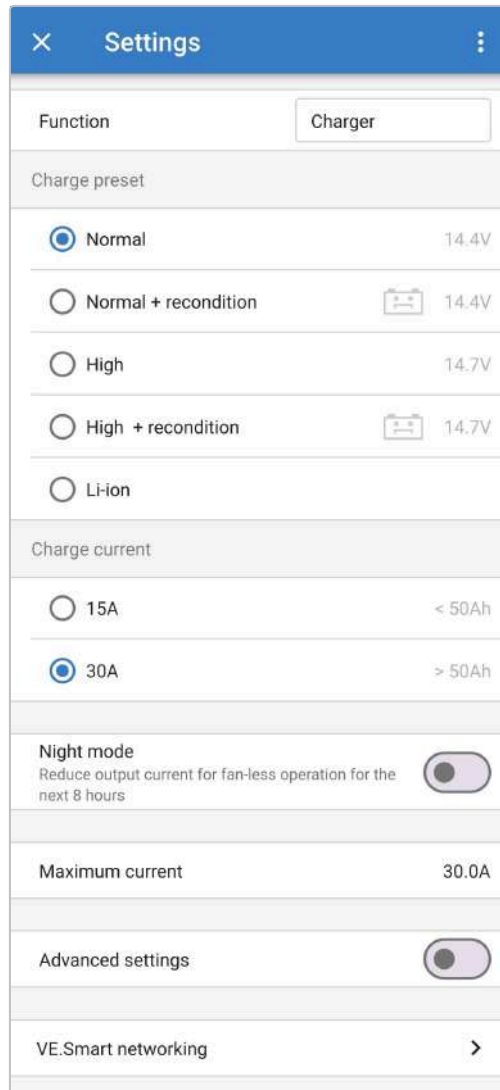 Settings
Function
Charger
Charge preset
Normal 14.4V
Normal + recondition 14.4V
High 14.7V
High + recondition 14.7V
Li-ion
Charge current
15A < 50Ah
30A > 50Ah
Night mode
Reduce output current for fan-less operation for the
next 8 hours
Maximum current 30.0A
Advanced settings
VE.Smart networking